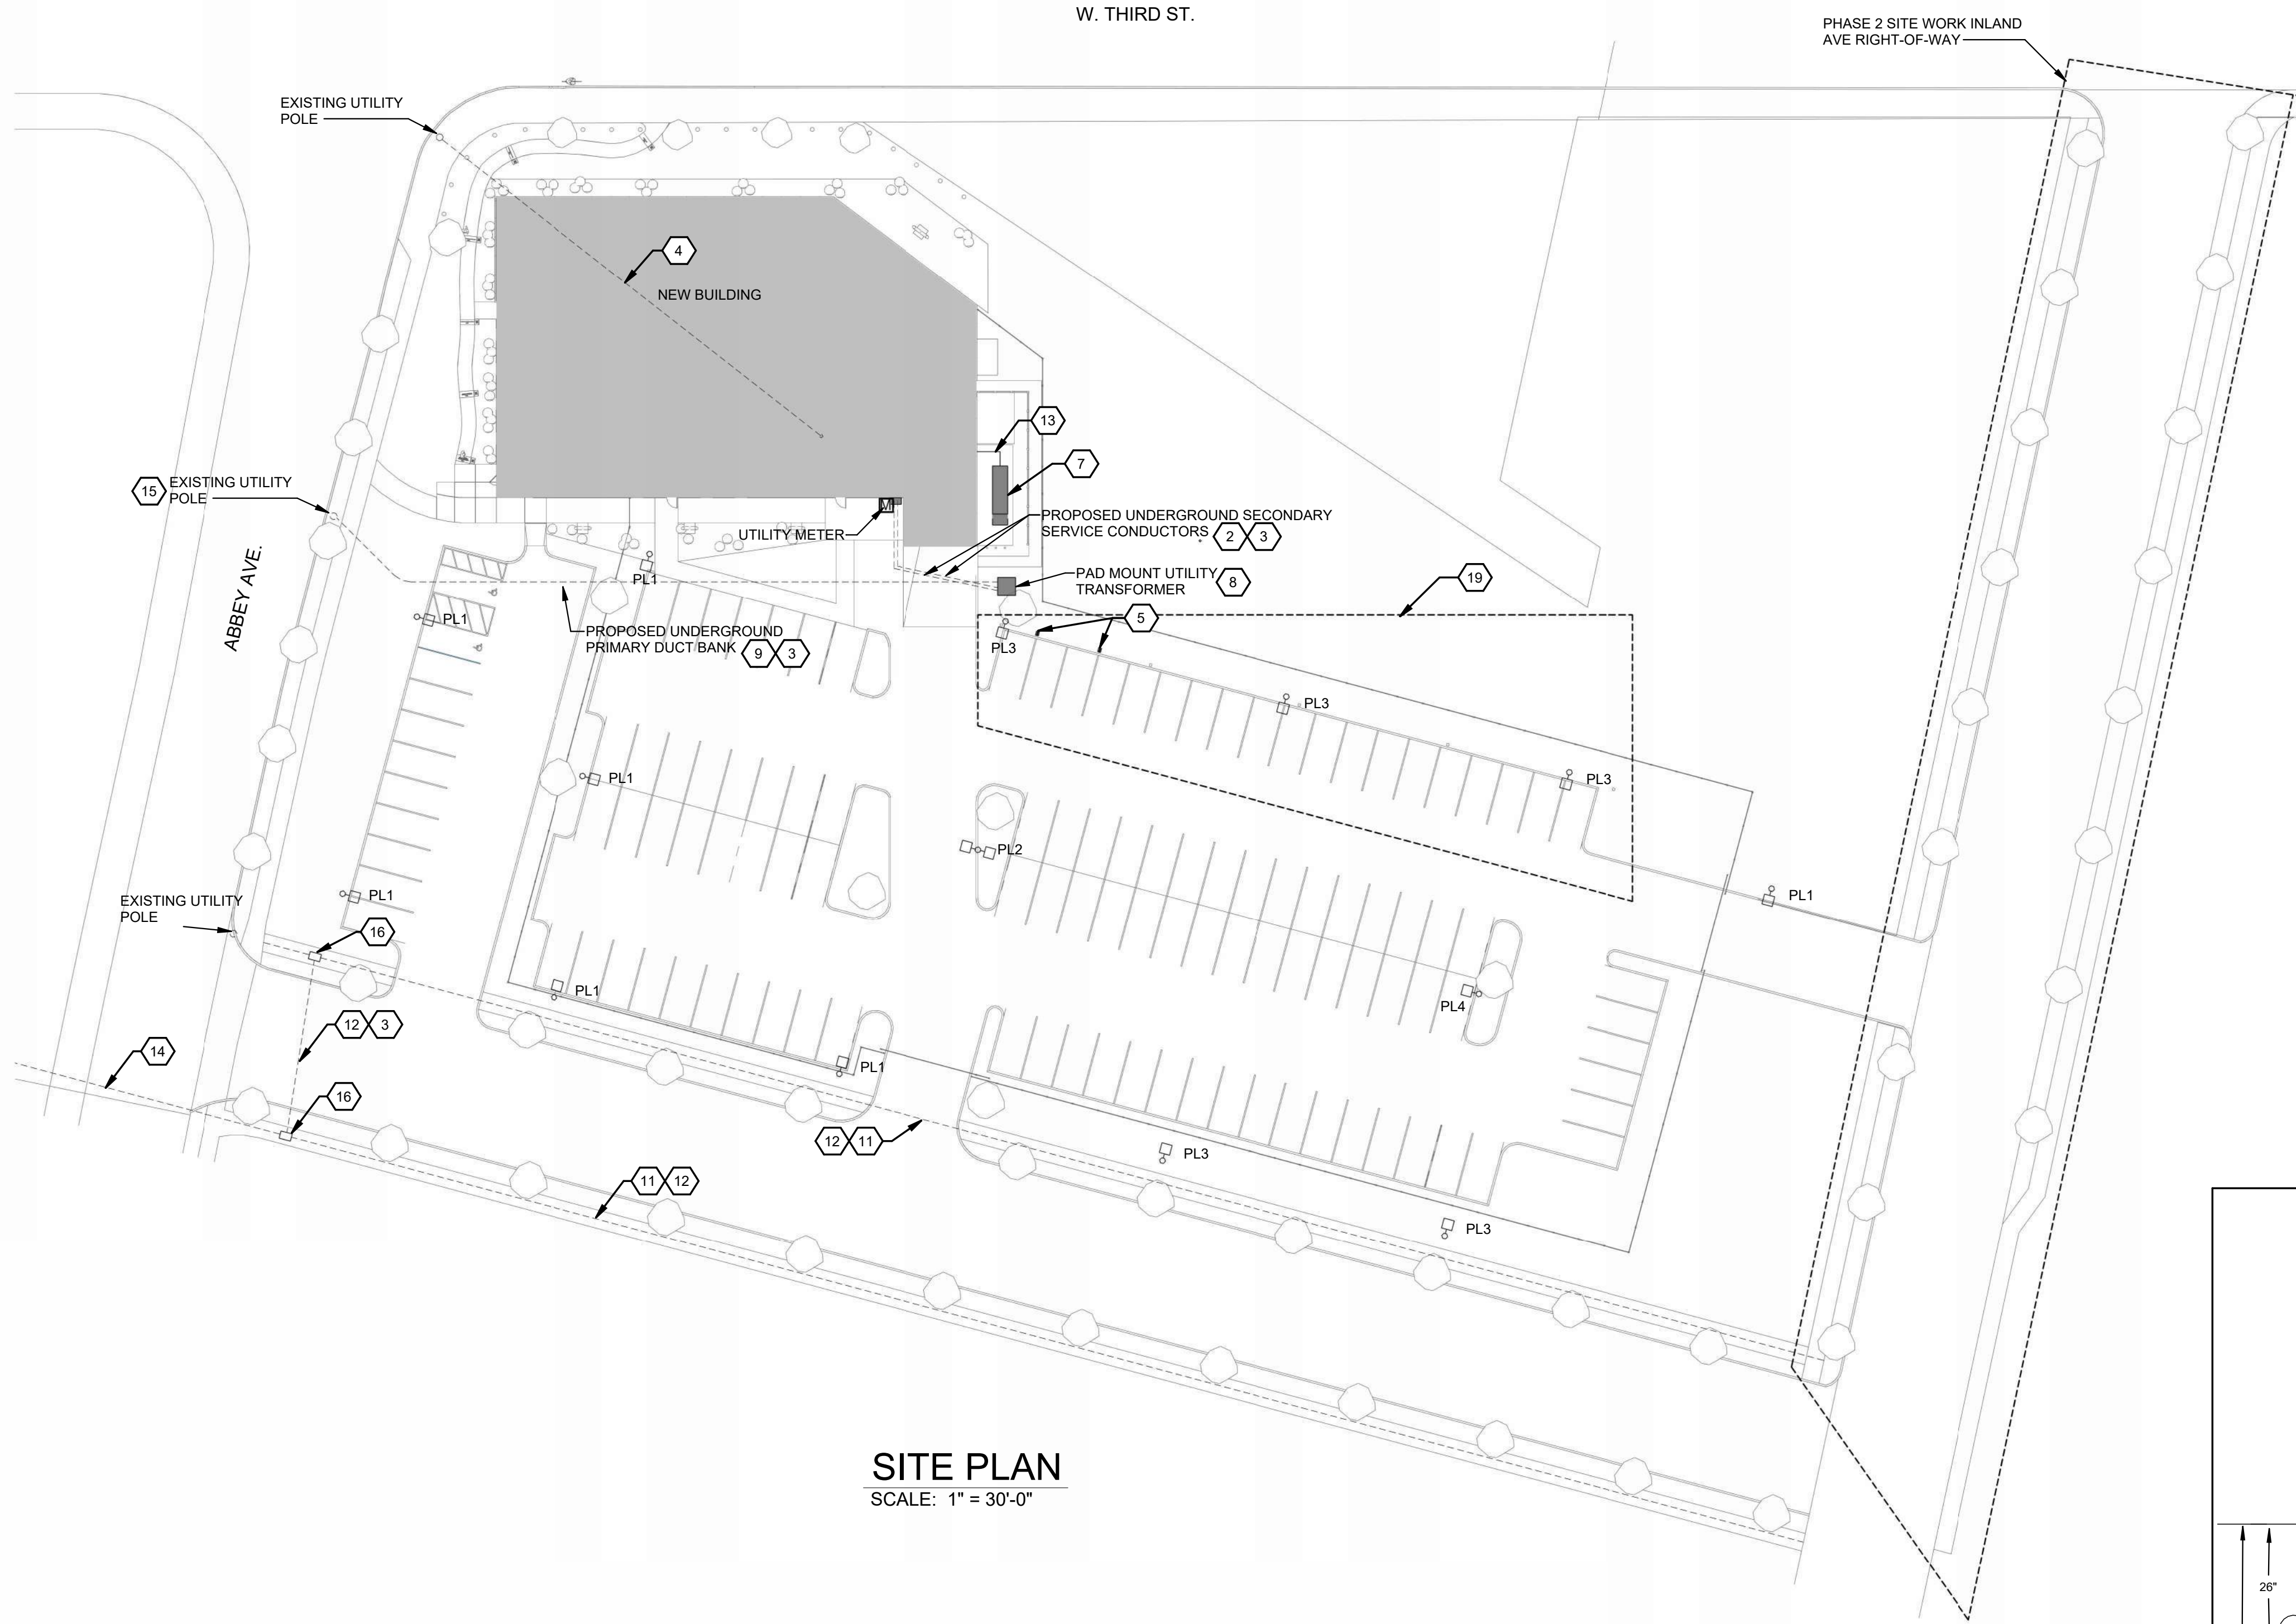 W. THIRD ST.
PHASE 2 SITE WORK INLAND
AVE RIGHT-OF-WAY
EXISTING UTILITY
POLE
4
NEW BUILDING
13
7
15
EXISTING UTILITY
POLE
PROPOSED UNDERGROUND SECONDARY
SERVICE CONDUCTORS 2 3
UTILITY METER
M
ABBEY AVE.
PL1
PAD MOUNT UTILITY
TRANSFORMER 8
19
PL1
5
PROPOSED UNDERGROUND
PRIMARY DUCT BANK 9 3
PL3
PL3
PL1
PL3
PL2
PL1
PL1
EXISTING UTILITY
POLE
16
PL1
PL4
12 3
14
PL1
16
12 11
PL3
11 12
PL3
SITE PLAN
SCALE: 1" = 30'-0"
26"